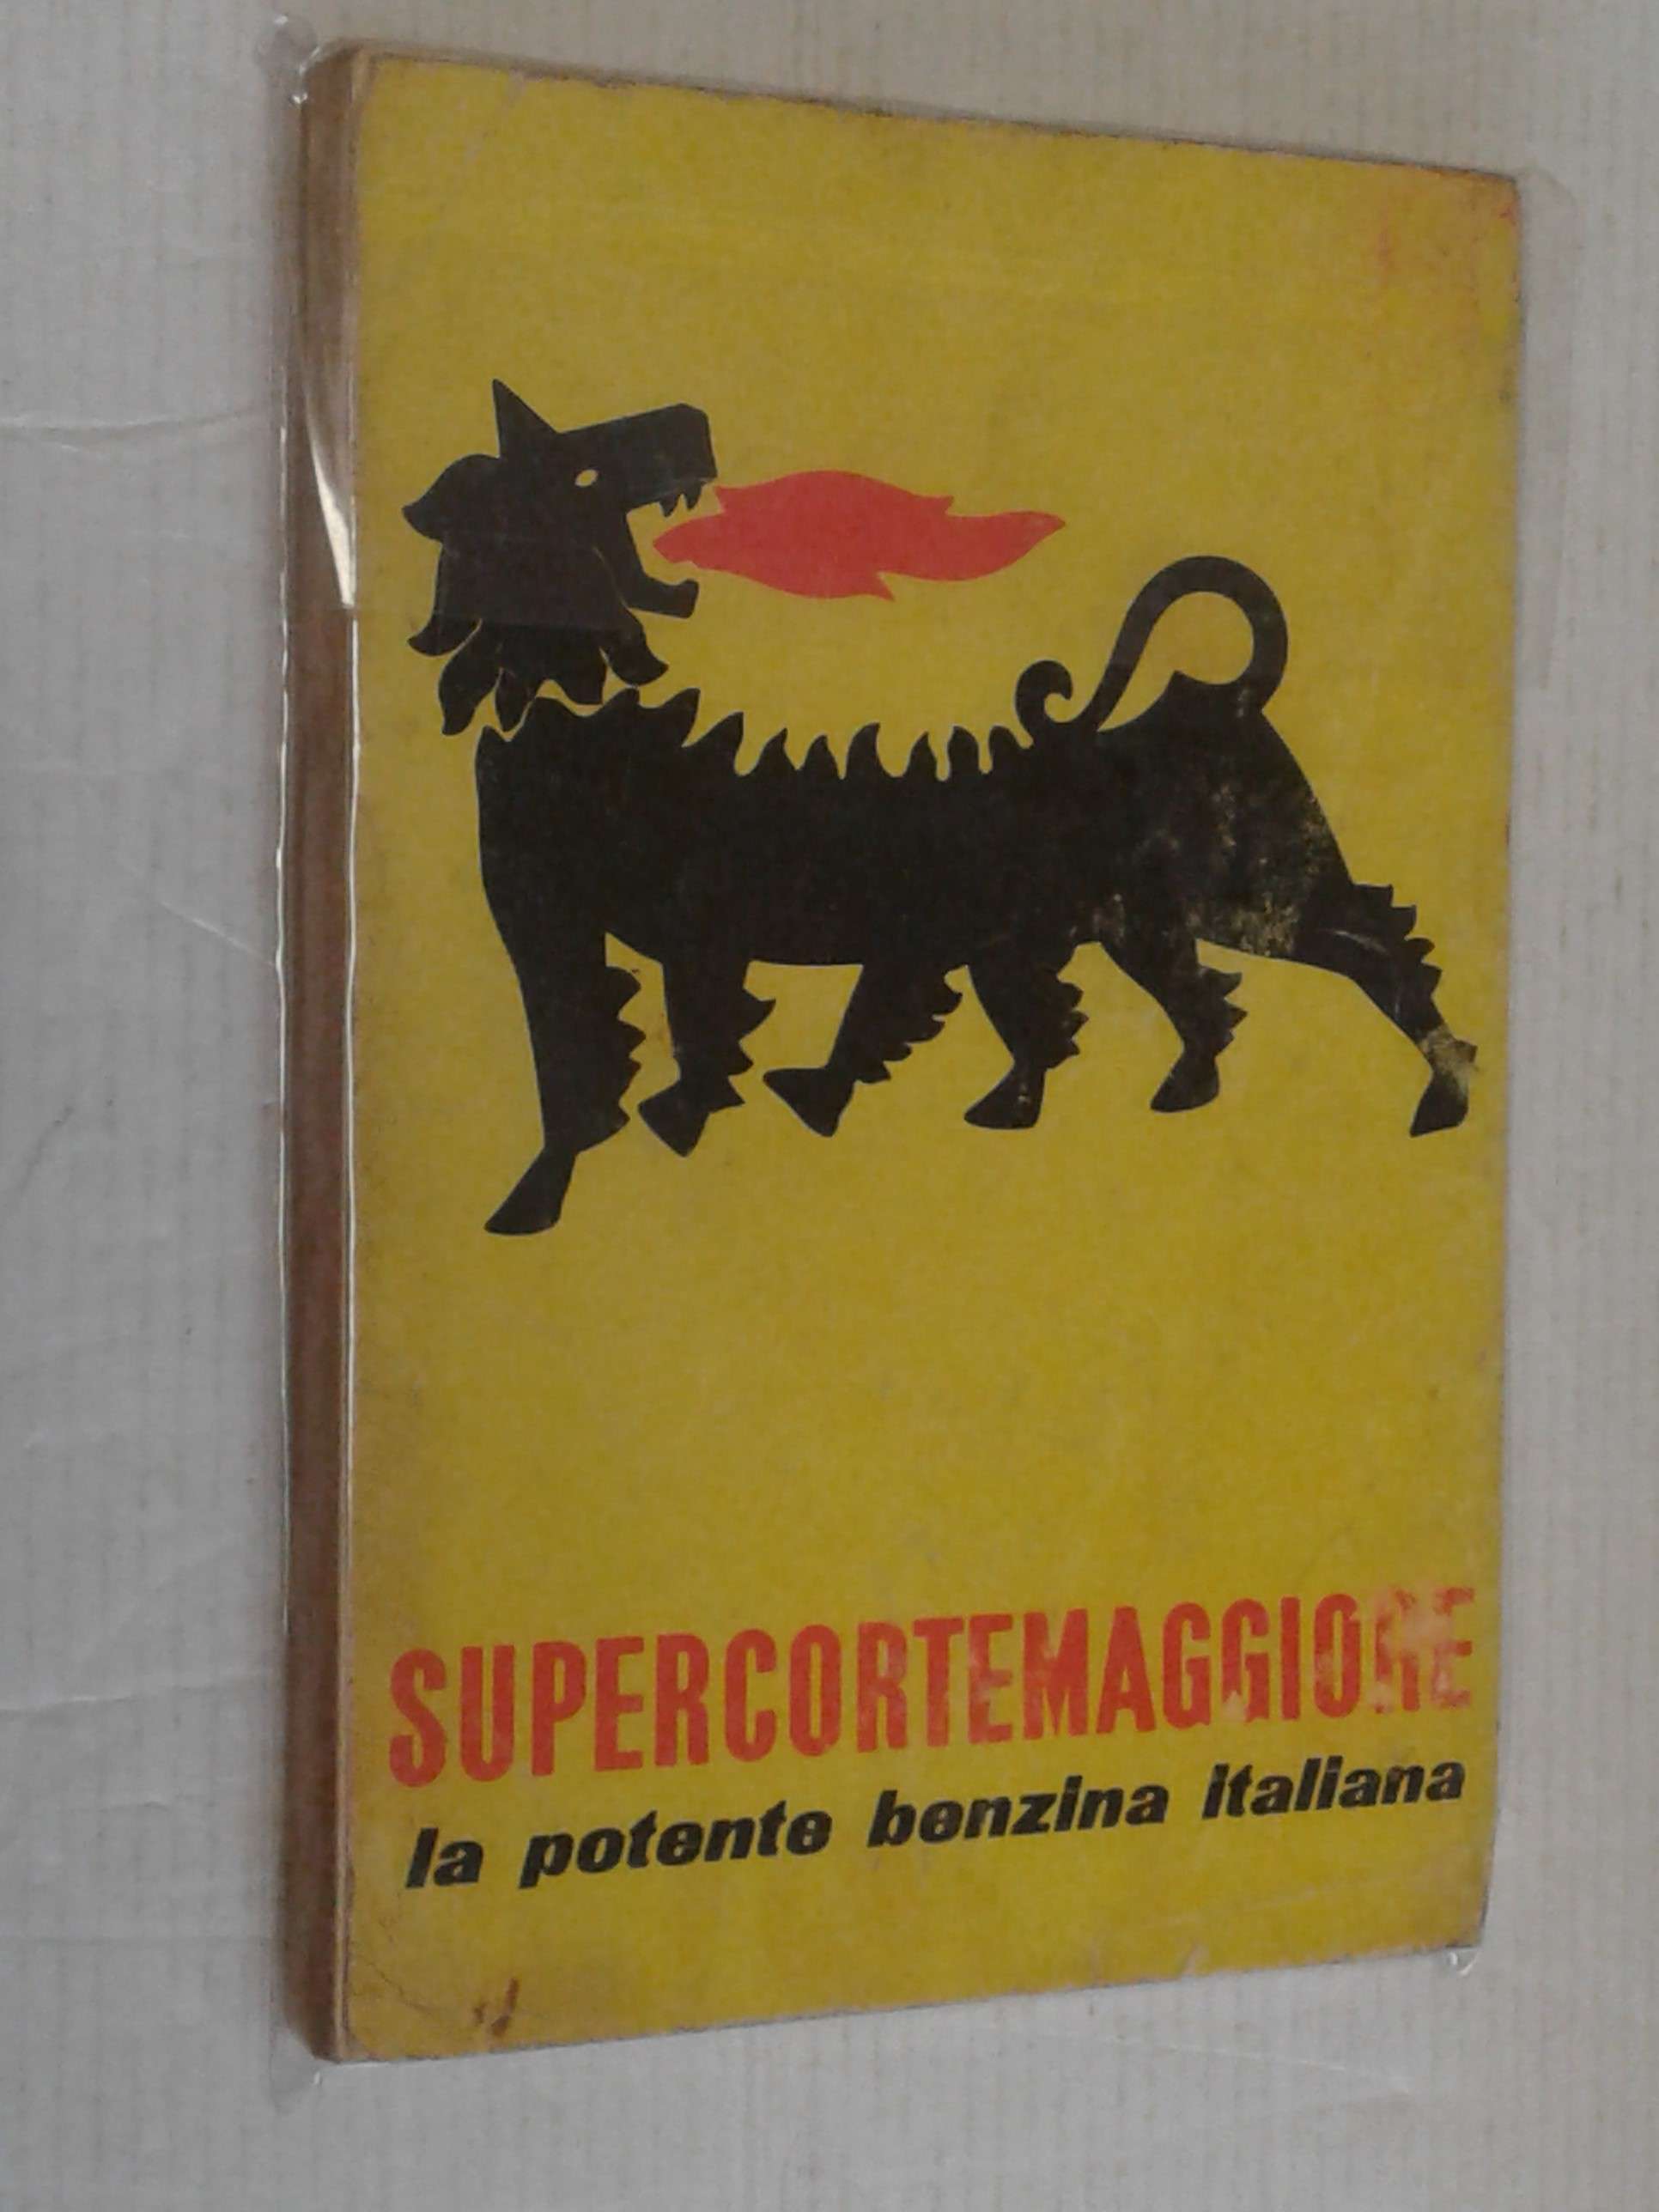 SUPERCORTEMAGGIORE
la potente benzina italiana